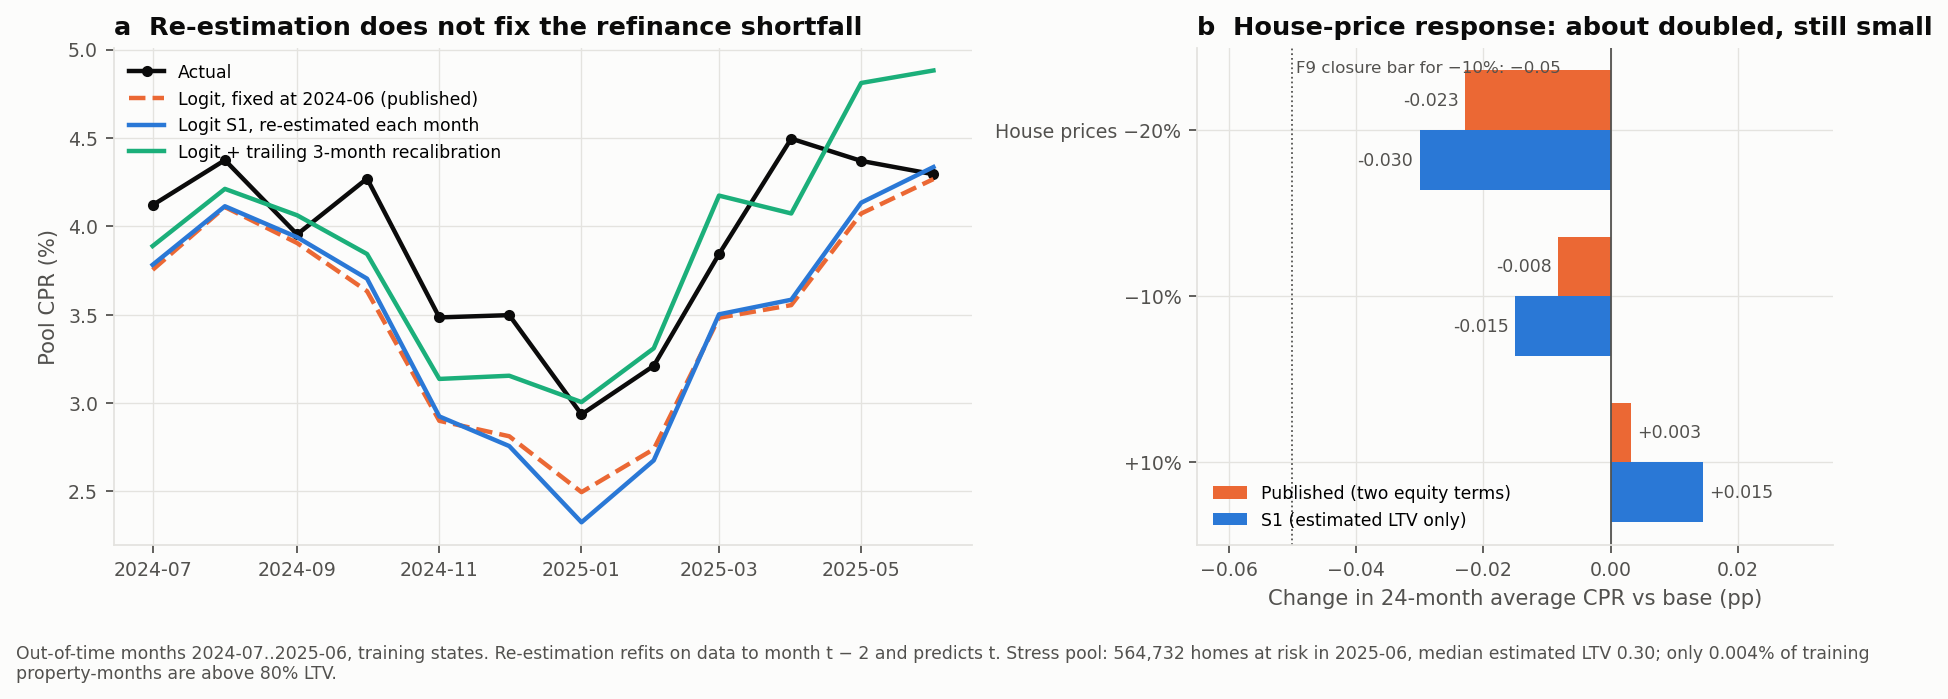 a  Re-estimation does not fix the refinance shortfall
5.0
4.5
4.0
3.5
3.0
2.5
Pool CPR (%)
Actual
Logit, fixed at 2024-06 (published)
Logit S1, re-estimated each month
Logit + trailing 3-month recalibration
2024-07
2024-09
2024-11
2025-01
2025-03
2025-05
b  House-price response: about doubled, still small
F9 closure bar for −10%: −0.05
House prices −20%
-0.023
-0.030
−10%
-0.008
-0.015
+10%
+0.003
+0.015
Published (two equity terms)
S1 (estimated LTV only)
−0.06
−0.04
−0.02
0.00
0.02
Change in 24-month average CPR vs base (pp)
Out-of-time months 2024-07..2025-06, training states. Re-estimation refits on data to month t − 2 and predicts t. Stress pool: 564,732 homes at risk in 2025-06, median estimated LTV 0.30; only 0.004% of training
property-months are above 80% LTV.